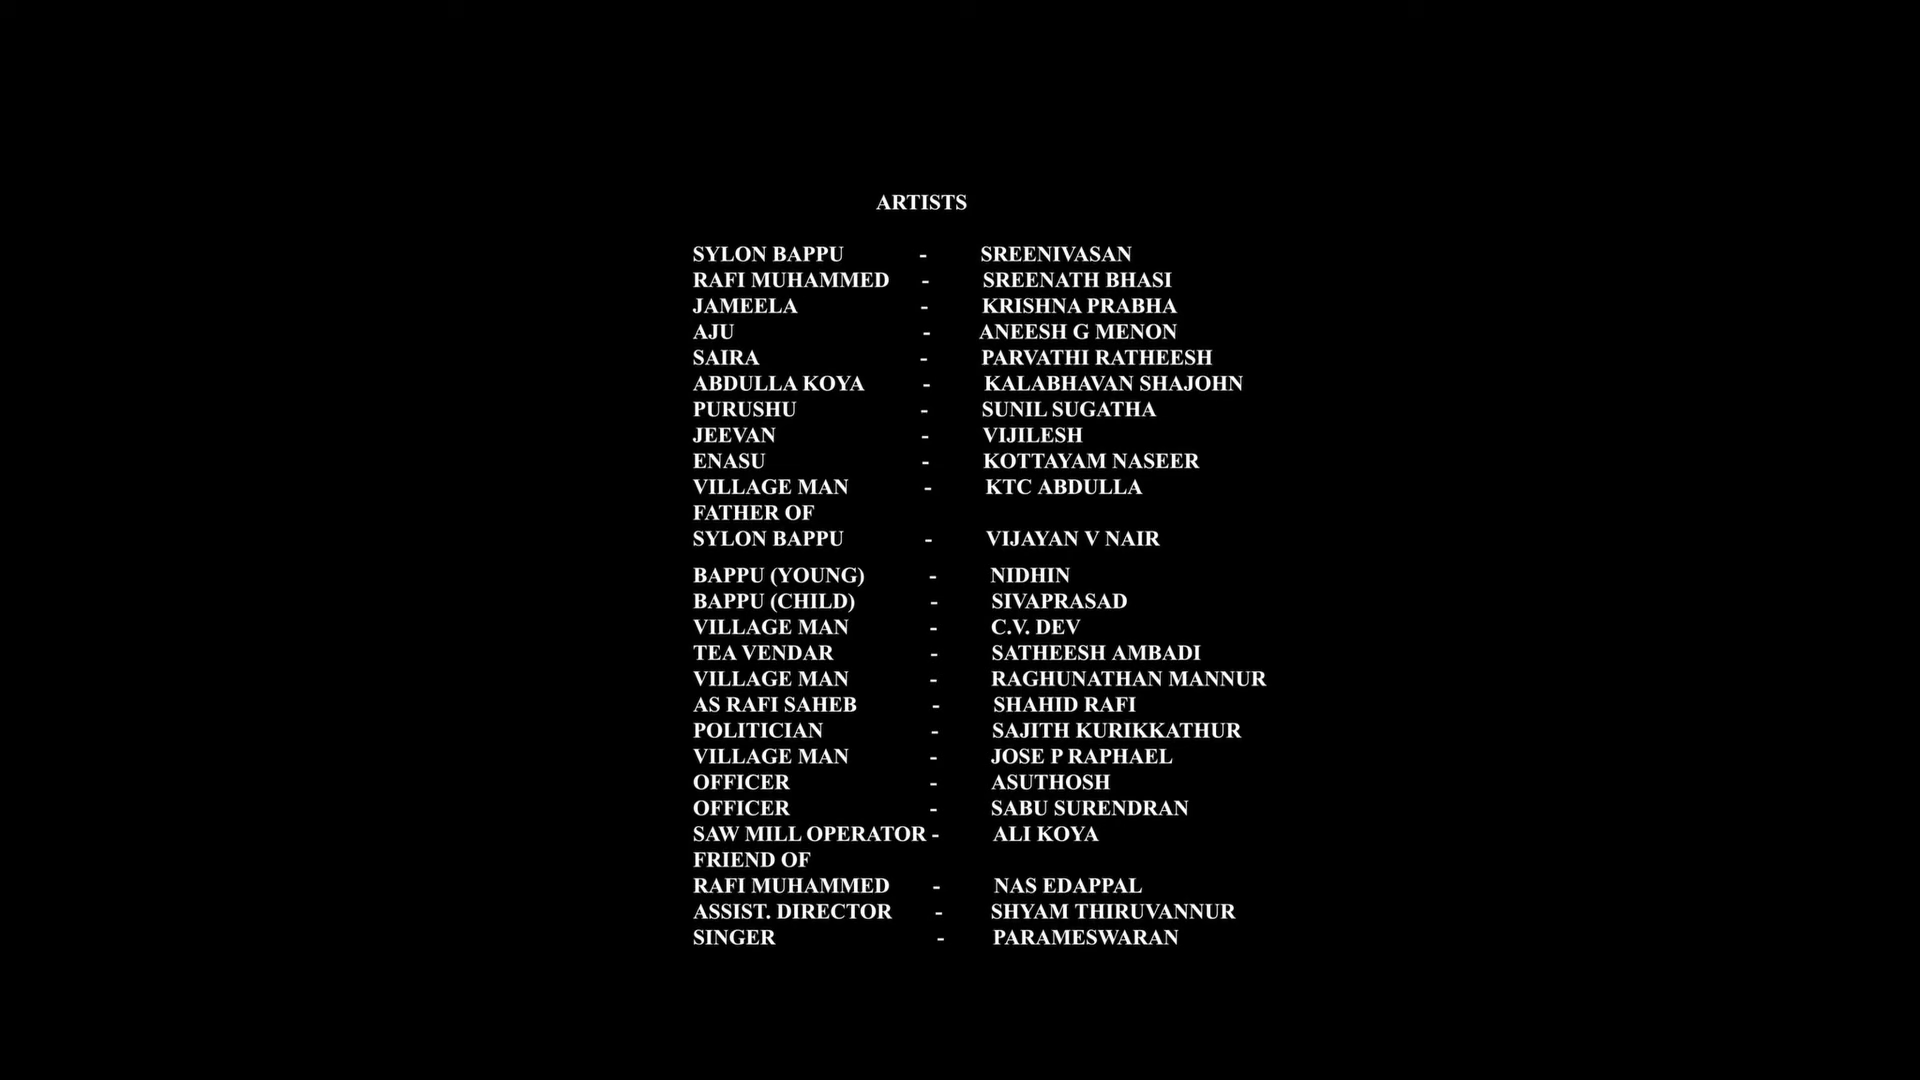 ARTISTS
SYLON BAPPU - SREENIVASAN
RAFI MUHAMMED - SREENATH BHASI
JAMEELA - KRISHNA PRABHA
AJU - ANEESH G MENON
SAIRA - PARVATHI RATHEESH
ABDULLA KOYA - KALABHAVAN SHAJOHN
PURUSHU - SUNIL SUGATHA
JEEVAN - VIJILESH
ENASU - KOTTAYAM NASEER
VILLAGE MAN - KTC ABDULLA
FATHER OF
SYLON BAPPU - VIJAYAN V NAIR
BAPPU (YOUNG) - NIDHIN
BAPPU (CHILD) - SIVAPRASAD
VILLAGE MAN - C.V. DEV
TEA VENDAR - SATHEESH AMBADI
VILLAGE MAN - RAGHUNATHAN MANNUR
AS RAFI SAHEB - SHAHID RAFI
POLITICIAN - SAJITH KURIKKATHUR
VILLAGE MAN - JOSE P RAPHAEL
OFFICER - ASUTHOSH
OFFICER - SABU SURENDRAN
SAW MILL OPERATOR - ALI KOYA
FRIEND OF
RAFI MUHAMMED - NAS EDAPPAL
ASSIST. DIRECTOR - SHYAM THIRUVANNUR
SINGER - PARAMESWARAN